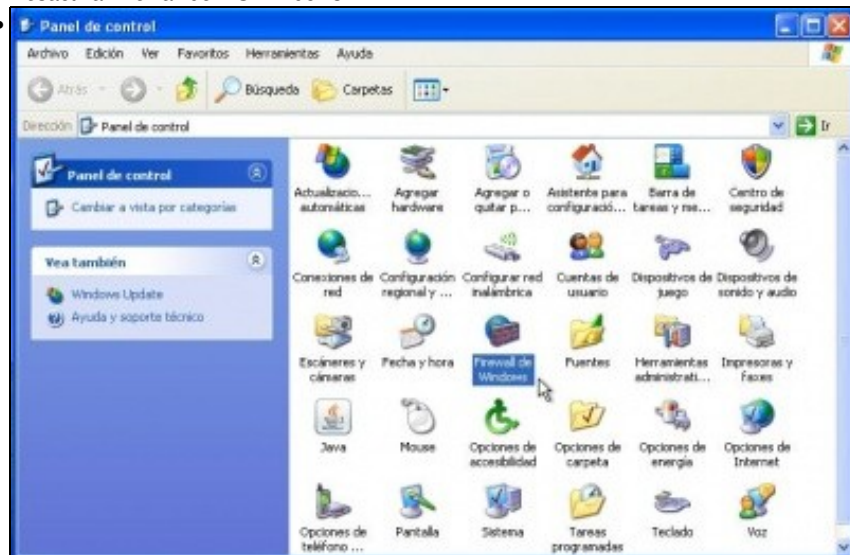 Panel de control
Archivo Edición Ver Favoritos Herramientas Ayuda
Atrás Búsqueda Carpetas
Dirección Panel de control Ir
Panel de control
Cambiar a vista por categorías
Vea también
Windows Update
Ayuda y soporte técnico
Actualizacio... Agregar Agregar o Asistente para Barra de Centro de
automáticas hardware quitar p... configuració... tareas y me... seguridad
Conexiones de Configuración Configurar red Cuentas de Dispositivos de Dispositivos de
red regional y ... inalámbrica usuario juego sonido y audio
Escáneres y Fecha y hora Firewall de Fuentes Herramientas Impresoras y
cámaras Windows administrati... faxes
Java Mouse Opciones de Opciones de Opciones de Opciones de
accesibilidad carpeta energía Internet
Opciones de Pantalla Sistema Tareas Teclado Voz
teléfono ... programadas